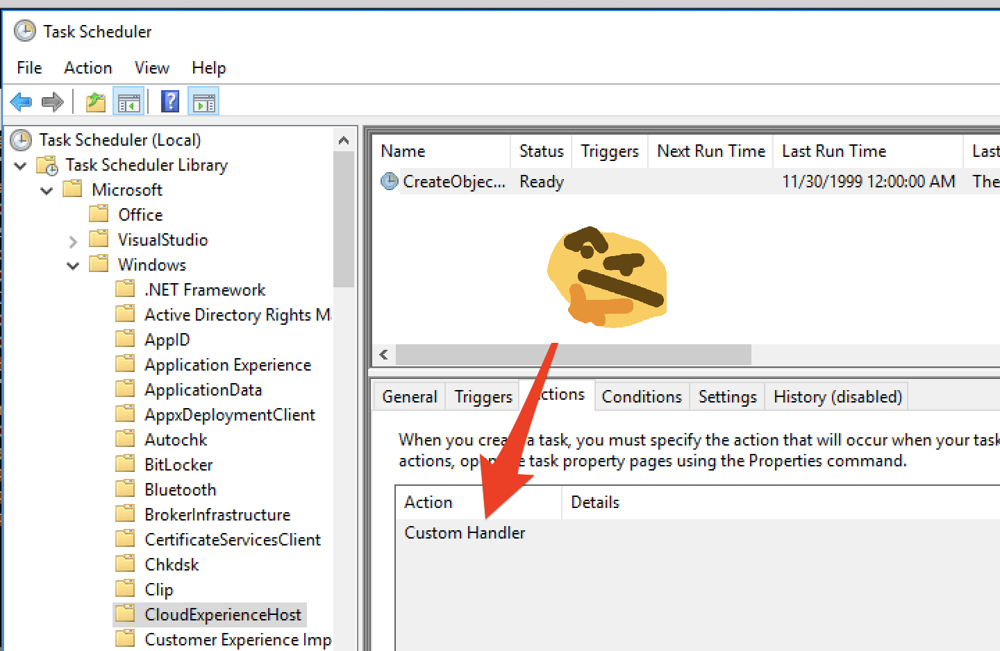 Task Scheduler
File Action View Help
Task Scheduler (Local)
Task Scheduler Library
Microsoft
Office
VisualStudio
Windows
.NET Framework
Active Directory Rights M
AppID
Application Experience
ApplicationData
AppxDeploymentClient
Autochk
BitLocker
Bluetooth
BrokerInfrastructure
CertificateServicesClient
Chkdsk
Clip
CloudExperienceHost
Customer Experience Imp
Name Status Triggers Next Run Time Last Run Time Last
CreateObjec... Ready 11/30/1999 12:00:00 AM The
General Triggers ctions Conditions Settings History (disabled)
When you crea a task, you must specify the action that will occur when your task
actions, op e task property pages using the Properties command.
Action Details
Custom Handler